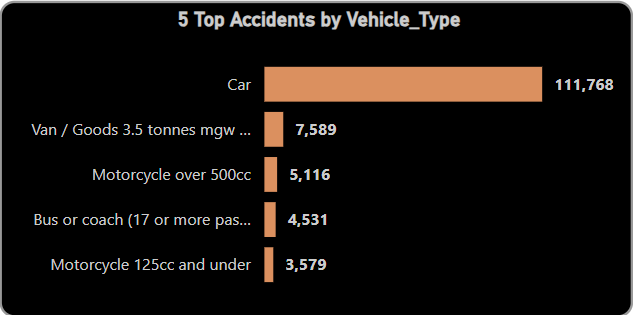 5 Top Accidents by Vehicle_Type
Car 111,768
Van / Goods 3.5 tonnes mgw ... 7,589
Motorcycle over 500cc 5,116
Bus or coach (17 or more pas... 4,531
Motorcycle 125cc and under 3,579